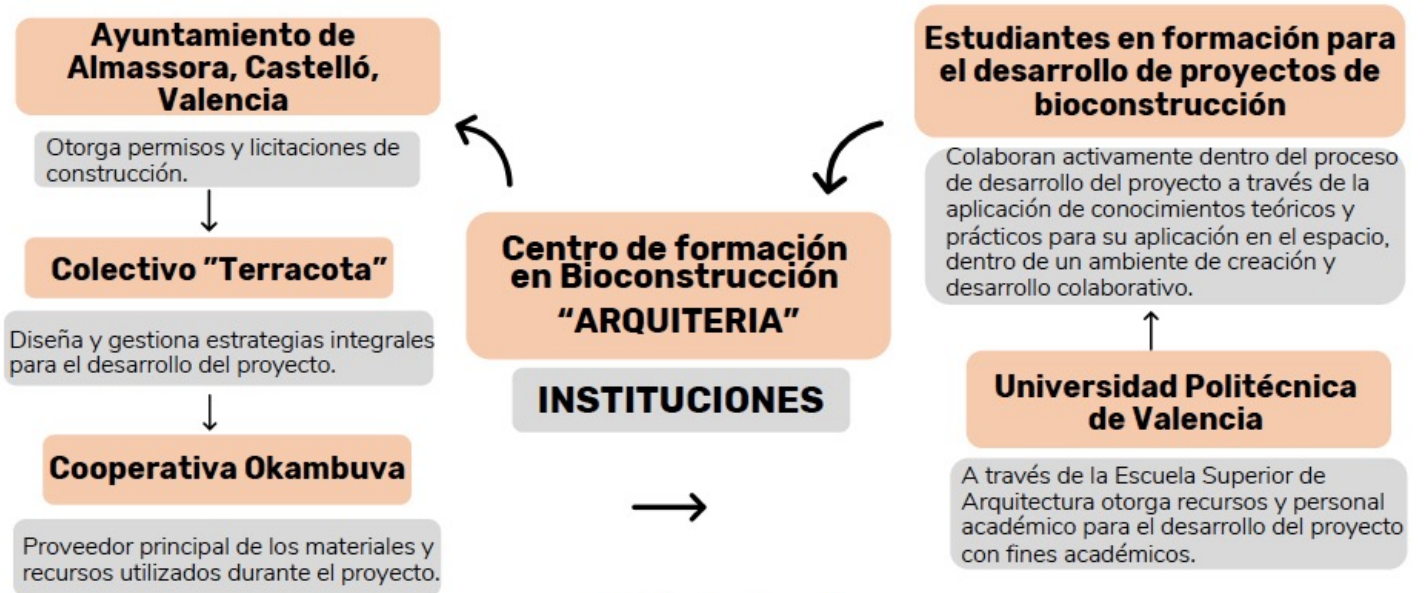 Ayuntamiento de
Almassora, Castelló,
Valencia
Otorga permisos y licitaciones de
construcción.
Colectivo "Terracota"
Diseña y gestiona estrategias integrales
para el desarrollo del proyecto.
Cooperativa Okambuva
Proveedor principal de los materiales y
recursos utilizados durante el proyecto.
Centro de formación
en Bioconstrucción
“ARQUITERIA”
INSTITUCIONES
Estudiantes en formación para
el desarrollo de proyectos de
bioconstrucción
Colaboran activamente dentro del proceso
de desarrollo del proyecto a través de la
aplicación de conocimientos teóricos y
prácticos para su aplicación en el espacio,
dentro de un ambiente de creación y
desarrollo colaborativo.
Universidad Politécnica
de Valencia
A través de la Escuela Superior de
Arquitectura otorga recursos y personal
académico para el desarrollo del proyecto
con fines académicos.